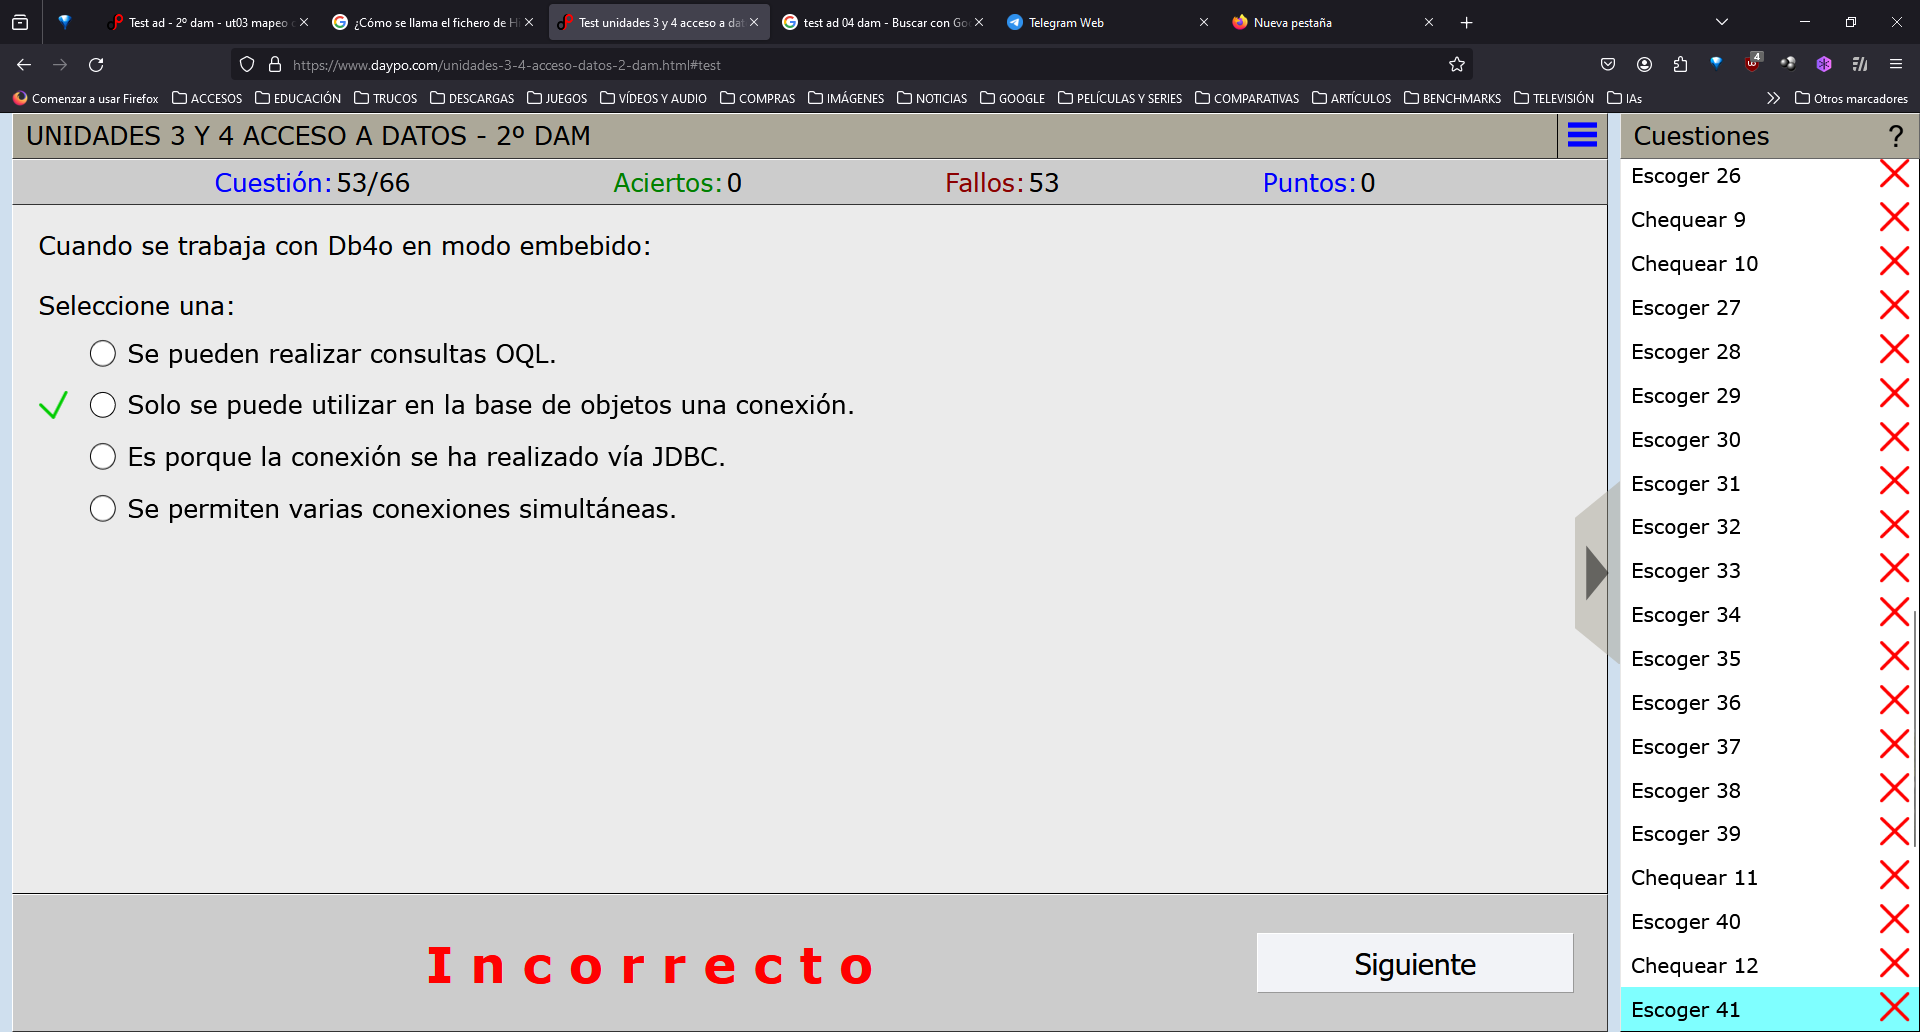 Test ad - 2º dam - ut03 mapeo
¿Cómo se llama el fichero de Hi
Test unidades 3 y 4 acceso a dat
test ad 04 dam - Buscar con Goo
Telegram Web
Nueva pestaña
https://www.daypo.com/unidades-3-4-acceso-datos-2-dam.html#test
4
Comenzar a usar Firefox
ACCESOS
EDUCACIÓN
TRUCOS
DESCARGAS
JUEGOS
VÍDEOS Y AUDIO
COMPRAS
IMÁGENES
NOTICIAS
GOOGLE
PELÍCULAS Y SERIES
COMPARATIVAS
ARTÍCULOS
BENCHMARKS
TELEVISIÓN
IAs
Otros marcadores
UNIDADES 3 Y 4 ACCESO A DATOS - 2º DAM
Cuestión: 53/66
Aciertos: 0
Fallos: 53
Puntos: 0
Cuando se trabaja con Db4o en modo embebido:
Seleccione una:
Se pueden realizar consultas OQL.
Solo se puede utilizar en la base de objetos una conexión.
Es porque la conexión se ha realizado vía JDBC.
Se permiten varias conexiones simultáneas.
Incorrecto
Siguiente
Cuestiones ?
Escoger 26
Chequear 9
Chequear 10
Escoger 27
Escoger 28
Escoger 29
Escoger 30
Escoger 31
Escoger 32
Escoger 33
Escoger 34
Escoger 35
Escoger 36
Escoger 37
Escoger 38
Escoger 39
Chequear 11
Escoger 40
Chequear 12
Escoger 41